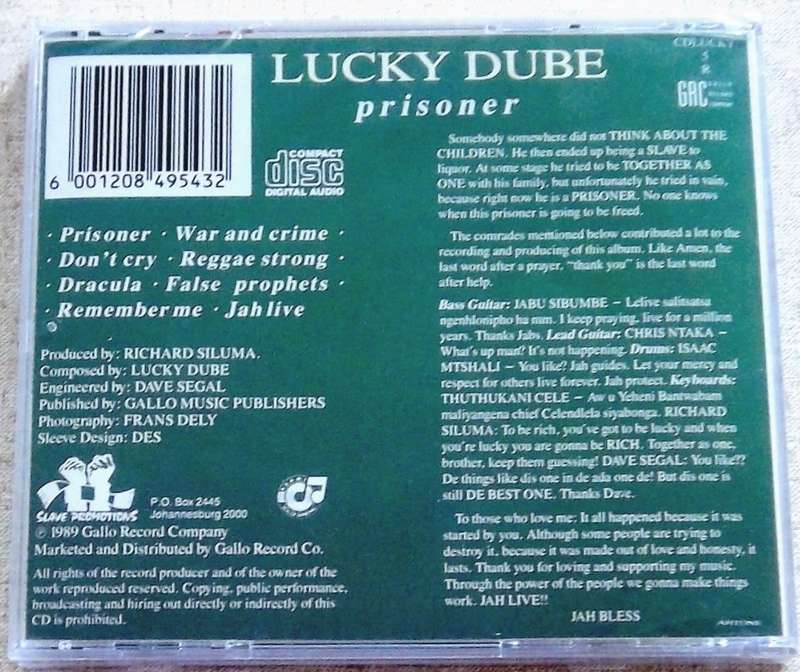 LUCKY DUBE
prisoner
CDLUCKY
5
R
GRC
6 001208 495432
COMPACT
disc
DIGITAL AUDIO
· Prisoner · War and crime ·
· Don't cry · Reggae strong ·
· Dracula · False prophets ·
· Remember me · Jah live
Produced by: RICHARD SILUMA.
Composed by: LUCKY DUBE
Engineered by: DAVE SEGAL
Published by: GALLO MUSIC PUBLISHERS
Photography: FRANS DELY
Sleeve Design: DES
SLAVE PROMOTIONS
P.O. Box 2445
Johannesburg 2000
℗ 1989 Gallo Record Company
Marketed and Distributed by Gallo Record Co.
All rights of the record producer and of the owner of the
work reproduced reserved. Copying, public performance,
broadcasting and hiring out directly or indirectly of this
CD is prohibited.
Somebody somewhere did not THINK ABOUT THE
CHILDREN. He then ended up being a SLAVE to
liquor. At some stage he tried to be TOGETHER AS
ONE with his family, but unfortunately he tried in vain,
because right now he is a PRISONER. No one knows
when this prisoner is going to be freed.
The comrades mentioned below contributed a lot to the
recording and producing of this album. Like Amen, the
last word after a prayer, "thank you" is the last word
after help.
Bass Guitar: JABU SIBUMBE – Lelive salitsatsa
ngenhlonipho ha mm. I keep praying, live for a million
years. Thanks Jabs. Lead Guitar: CHRIS NTAKA –
What's up man? It's not happening. Drums: ISAAC
MTSHALI – You like? Jah guides. Let your mercy and
respect for others live forever. Jah protect. Keyboards:
THUTHUKANI CELE – Aw u Yeheni Bantwabam
maliyangena chief Celendlela siyabonga. RICHARD
SILUMA: To be rich, you've got to be lucky and when
you're lucky you are gonna be RICH. Together as one,
brother, keep them guessing! DAVE SEGAL: You like??
De things like dis one in de ada one de! But dis one is
still DE BEST ONE. Thanks Dave.
To those who love me: It all happened because it was
started by you. Although some people are trying to
destroy it, because it was made out of love and honesty, it
lasts. Thank you for loving and supporting my music.
Through the power of the people we gonna make things
work. JAH LIVE!!
JAH BLESS